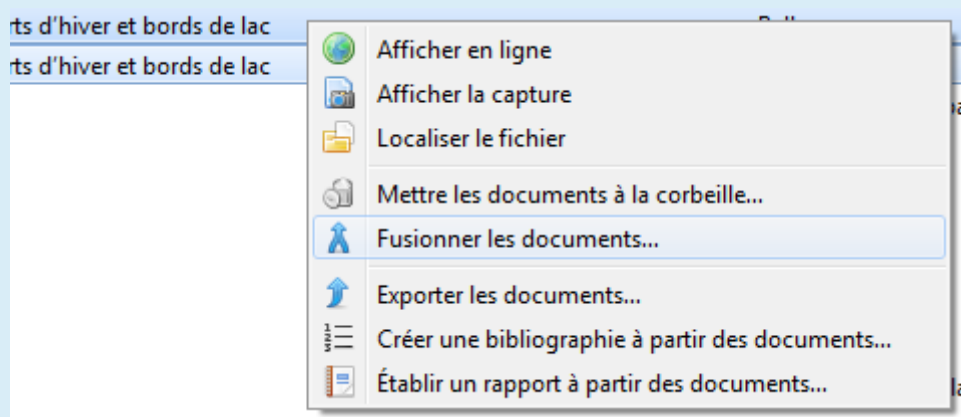 rts d'hiver et bords de lac
rts d'hiver et bords de lac
Afficher en ligne
Afficher la capture
Localiser le fichier
Mettre les documents à la corbeille...
Fusionner les documents...
Exporter les documents...
Créer une bibliographie à partir des documents...
Établir un rapport à partir des documents...